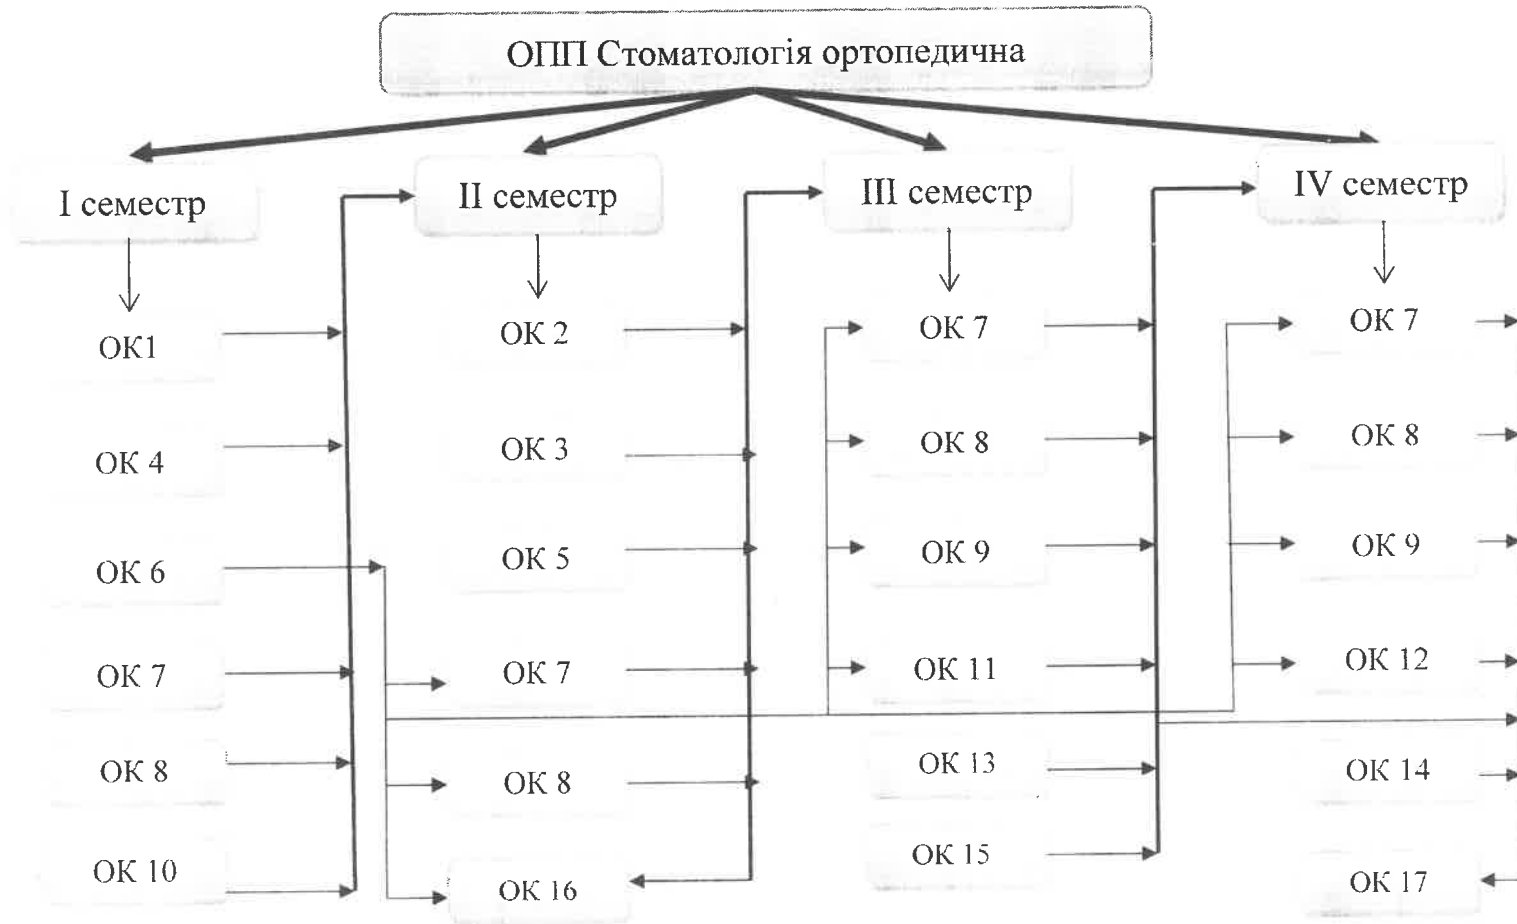 ОПП Стоматологія ортопедична
I семестр
ОК1
ОК 4
ОК 6
ОК 7
ОК 8
ОК 10
II семестр
ОК 2
ОК 3
ОК 5
ОК 7
ОК 8
ОК 16
III семестр
ОК 7
ОК 8
ОК 9
ОК 11
ОК 13
ОК 15
IV семестр
ОК 7
ОК 8
ОК 9
ОК 12
ОК 14
ОК 17